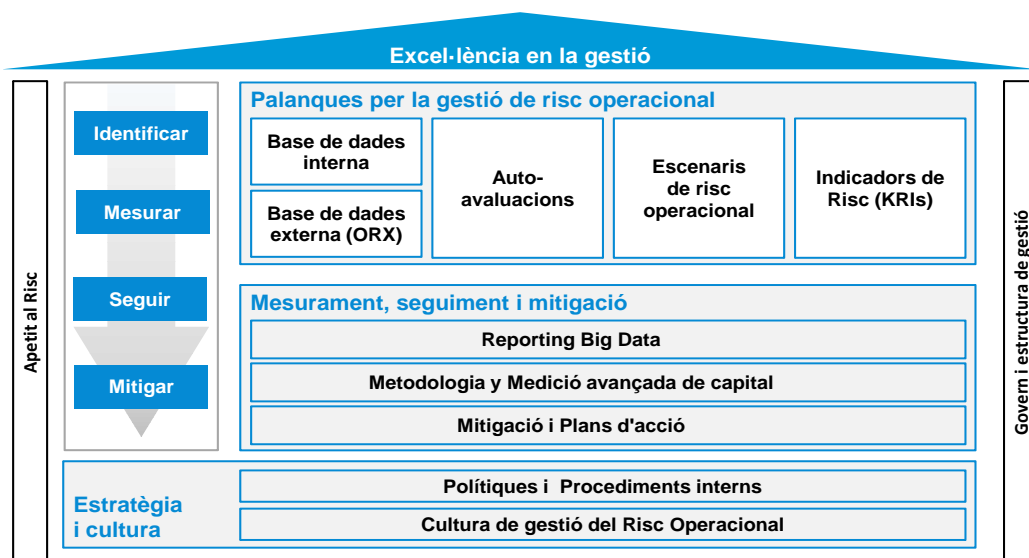 Excel·lència en la gestió
Apetit al Risc
Identificar
Mesurar
Seguir
Mitigar
Palanques per la gestió de risc operacional
Base de dades
interna
Base de dades
externa (ORX)
Auto-
avaluacions
Escenaris
de risc
operacional
Indicadors de
Risc (KRIs)
Mesurament, seguiment i mitigació
Reporting Big Data
Metodologia y Medició avançada de capital
Mitigació i Plans d'acció
Estratègia
i cultura
Polítiques i  Procediments interns
Cultura de gestió del Risc Operacional
Govern i estructura de gestió